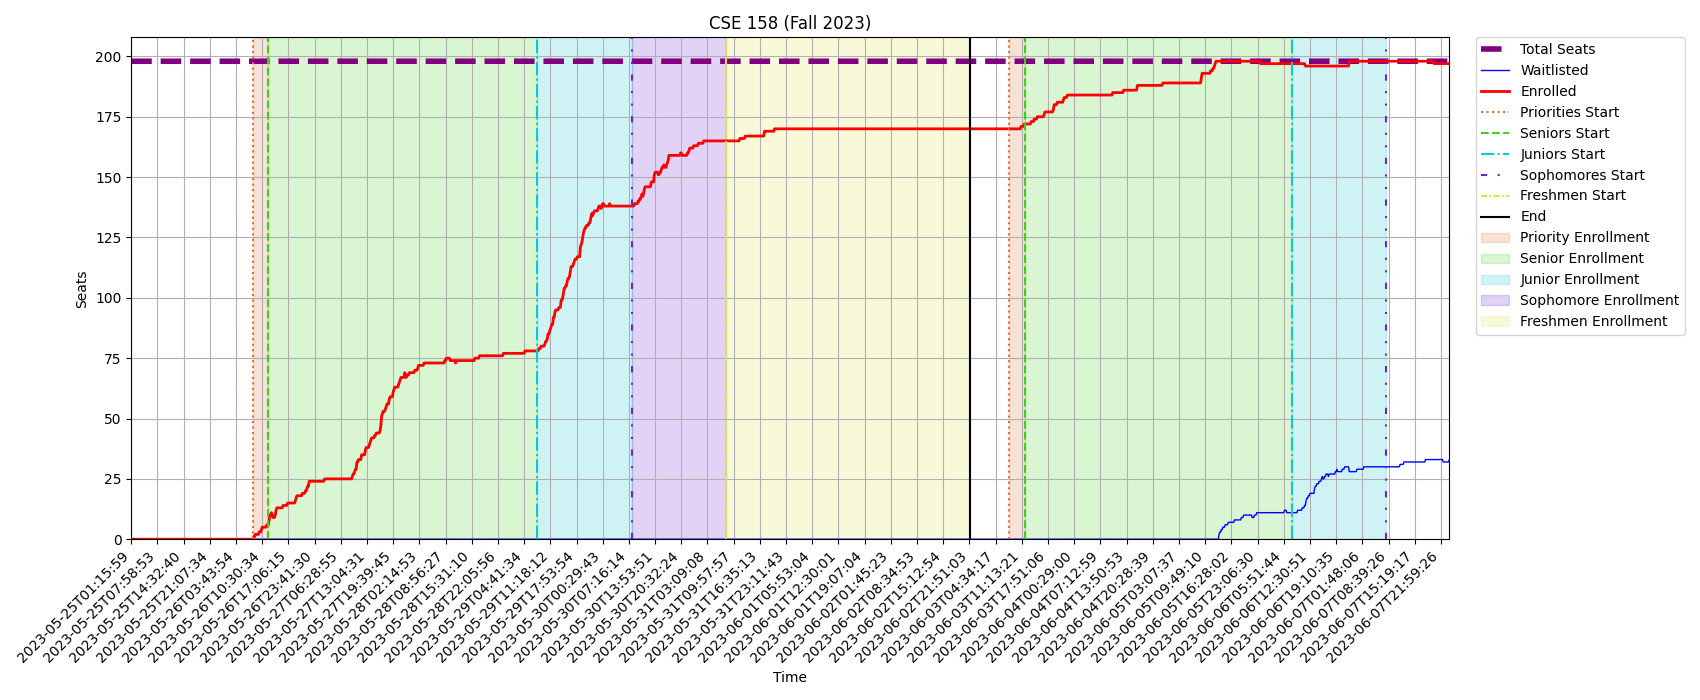 CSE 158 (Fall 2023)
Seats
200
175
150
125
100
75
50
25
0
2023-05-25T01:15:59
2023-05-25T07:58:53
2023-05-25T14:32:40
2023-05-25T21:07:34
2023-05-26T03:43:54
2023-05-26T10:30:34
2023-05-26T17:06:15
2023-05-26T23:41:30
2023-05-27T06:28:55
2023-05-27T13:04:31
2023-05-27T19:39:45
2023-05-28T02:14:53
2023-05-28T08:56:27
2023-05-28T15:31:10
2023-05-28T22:05:56
2023-05-29T04:41:34
2023-05-29T11:18:12
2023-05-29T17:53:54
2023-05-30T00:29:43
2023-05-30T07:16:14
2023-05-30T13:53:51
2023-05-30T20:32:24
2023-05-31T03:09:08
2023-05-31T09:57:57
2023-05-31T16:35:13
2023-05-31T23:11:43
2023-06-01T05:53:04
2023-06-01T12:30:01
2023-06-01T19:07:04
2023-06-02T01:45:23
2023-06-02T08:34:53
2023-06-02T15:12:54
2023-06-02T21:51:03
2023-06-03T04:34:17
2023-06-03T11:13:21
2023-06-03T17:51:06
2023-06-04T00:29:00
2023-06-04T07:12:59
2023-06-04T13:50:53
2023-06-04T20:28:39
2023-06-05T03:07:37
2023-06-05T09:49:10
2023-06-05T16:28:02
2023-06-05T23:06:30
2023-06-06T05:51:44
2023-06-06T12:30:51
2023-06-06T19:10:35
2023-06-07T01:48:06
2023-06-07T08:39:26
2023-06-07T15:19:17
2023-06-07T21:59:26
Time
Total Seats
Waitlisted
Enrolled
Priorities Start
Seniors Start
Juniors Start
Sophomores Start
Freshmen Start
End
Priority Enrollment
Senior Enrollment
Junior Enrollment
Sophomore Enrollment
Freshmen Enrollment